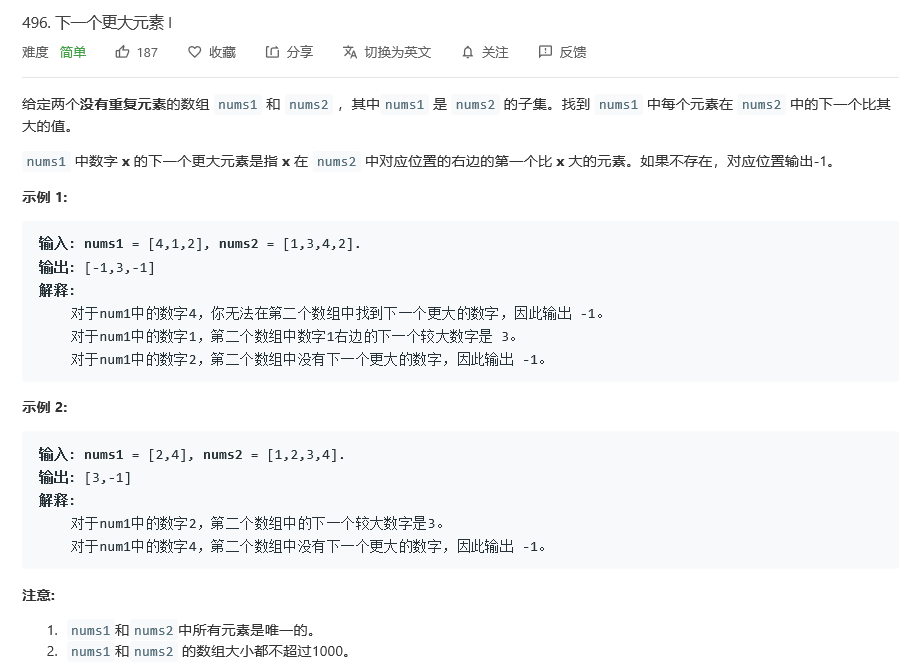 496. 下一个更大元素 I
难度 简单 187 收藏 分享 切换为英文 关注 反馈
给定两个没有重复元素的数组 nums1 和 nums2 ，其中 nums1 是 nums2 的子集。找到 nums1 中每个元素在 nums2 中的下一个比其
大的值。
nums1 中数字 x 的下一个更大元素是指 x 在 nums2 中对应位置的右边的第一个比 x 大的元素。如果不存在，对应位置输出-1。
示例 1:
输入: nums1 = [4,1,2], nums2 = [1,3,4,2].
输出: [-1,3,-1]
解释:
对于num1中的数字4，你无法在第二个数组中找到下一个更大的数字，因此输出 -1。
对于num1中的数字1，第二个数组中数字1右边的下一个较大数字是 3。
对于num1中的数字2，第二个数组中没有下一个更大的数字，因此输出 -1。
示例 2:
输入: nums1 = [2,4], nums2 = [1,2,3,4].
输出: [3,-1]
解释:
对于num1中的数字2，第二个数组中的下一个较大数字是3。
对于num1中的数字4，第二个数组中没有下一个更大的数字，因此输出 -1。
注意:
1. nums1 和 nums2 中所有元素是唯一的。
2. nums1 和 nums2 的数组大小都不超过1000。